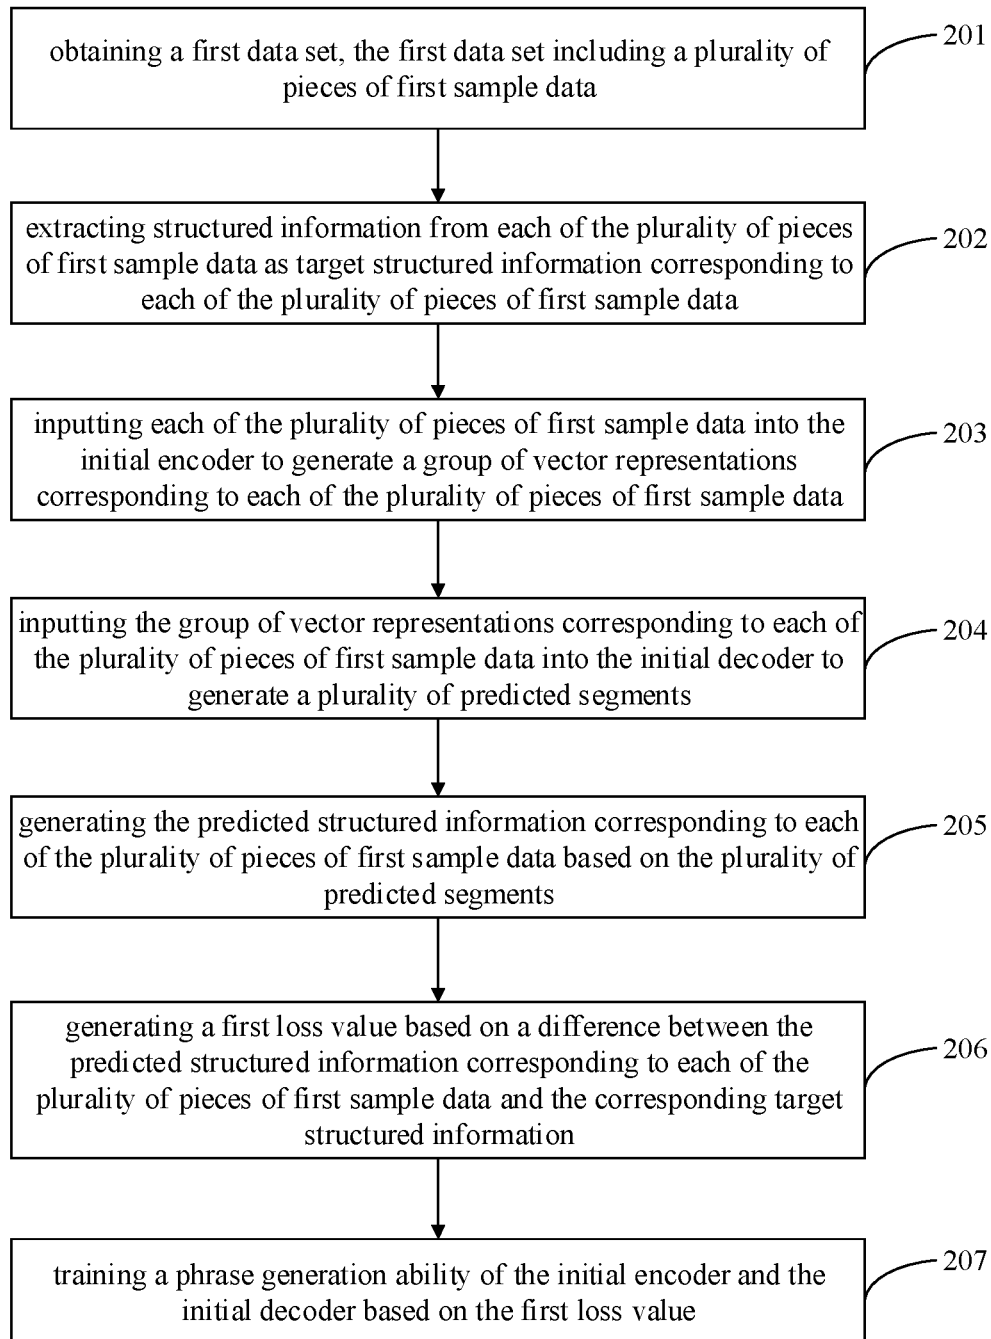 obtaining a first data set, the first data set including a plurality of
pieces of first sample data
201
extracting structured information from each of the plurality of pieces
of first sample data as target structured information corresponding to
each of the plurality of pieces of first sample data
202
inputting each of the plurality of pieces of first sample data into the
initial encoder to generate a group of vector representations
corresponding to each of the plurality of pieces of first sample data
203
inputting the group of vector representations corresponding to each of
the plurality of pieces of first sample data into the initial decoder to
generate a plurality of predicted segments
204
generating the predicted structured information corresponding to each
of the plurality of pieces of first sample data based on the plurality of
predicted segments
205
generating a first loss value based on a difference between the
predicted structured information corresponding to each of the
plurality of pieces of first sample data and the corresponding target
structured information
206
training a phrase generation ability of the initial encoder and the
initial decoder based on the first loss value
207